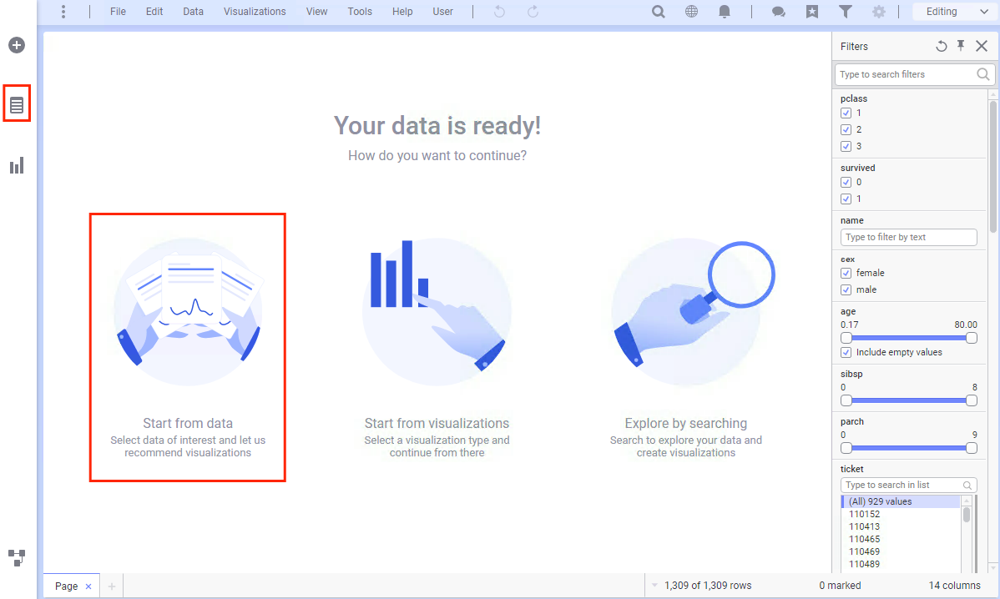 File Edit Data Visualizations View Tools Help User Editing
Your data is ready!
How do you want to continue?
Start from data
Select data of interest and let us
recommend visualizations
Start from visualizations
Select a visualization type and
continue from there
Explore by searching
Search to explore your data and
create visualizations
Filters
Type to search filters
pclass
1
2
3
survived
0
1
name
Type to filter by text
sex
female
male
age
0.17 80.00
Include empty values
sibsp
0 8
parch
0 9
ticket
Type to search in list
(All) 929 values
110152
110413
110465
110469
110489
Page 1,309 of 1,309 rows 0 marked 14 columns